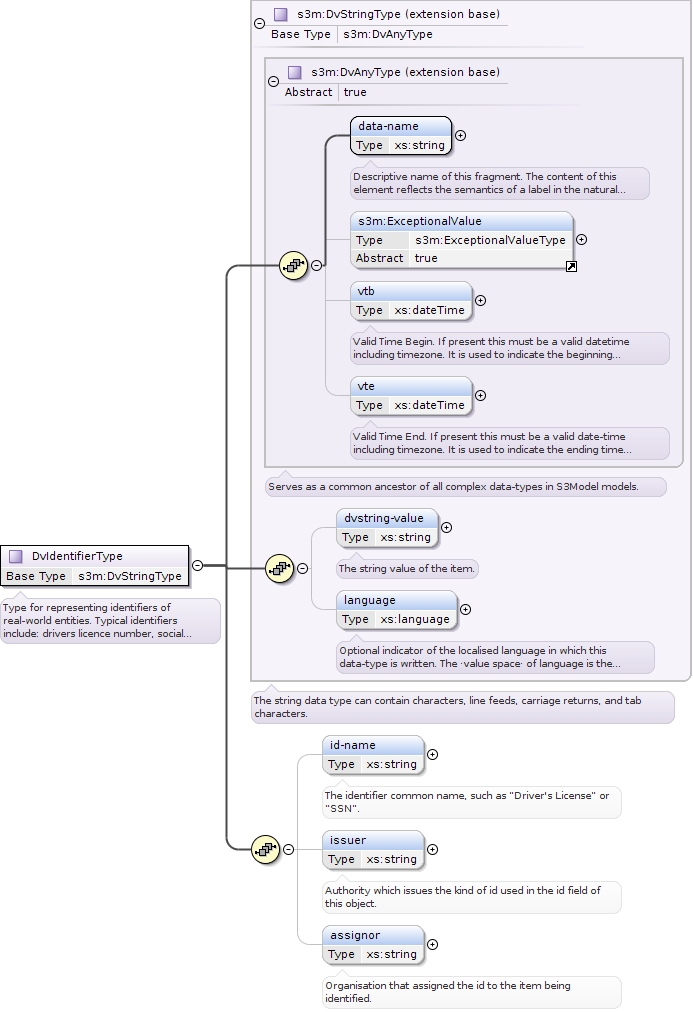 s3m:DvStringType (extension base)
Base Type s3m:DvAnyType
s3m:DvAnyType (extension base)
Abstract true
data-name
Type xs:string
Descriptive name of this fragment. The content of this
element reflects the semantics of a label in the natural...
s3m:ExceptionalValue
Type s3m:ExceptionalValueType
Abstract true
vtb
Type xs:dateTime
Valid Time Begin. If present this must be a valid datetime
including timezone. It is used to indicate the beginning...
vte
Type xs:dateTime
Valid Time End. If present this must be a valid date-time
including timezone. It is used to indicate the ending time...
Serves as a common ancestor of all complex data-types in S3Model models.
dvstring-value
Type xs:string
The string value of the item.
language
Type xs:language
Optional indicator of the localised language in which this
data-type is written. The ·value space· of language is the...
The string data type can contain characters, line feeds, carriage returns, and tab
characters.
DvIdentifierType
Base Type s3m:DvStringType
Type for representing identifiers of
real-world entities. Typical identifiers
include: drivers licence number, social...
id-name
Type xs:string
The identifier common name, such as "Driver's License" or
"SSN".
issuer
Type xs:string
Authority which issues the kind of id used in the id field of
this object.
assignor
Type xs:string
Organisation that assigned the id to the item being
identified.